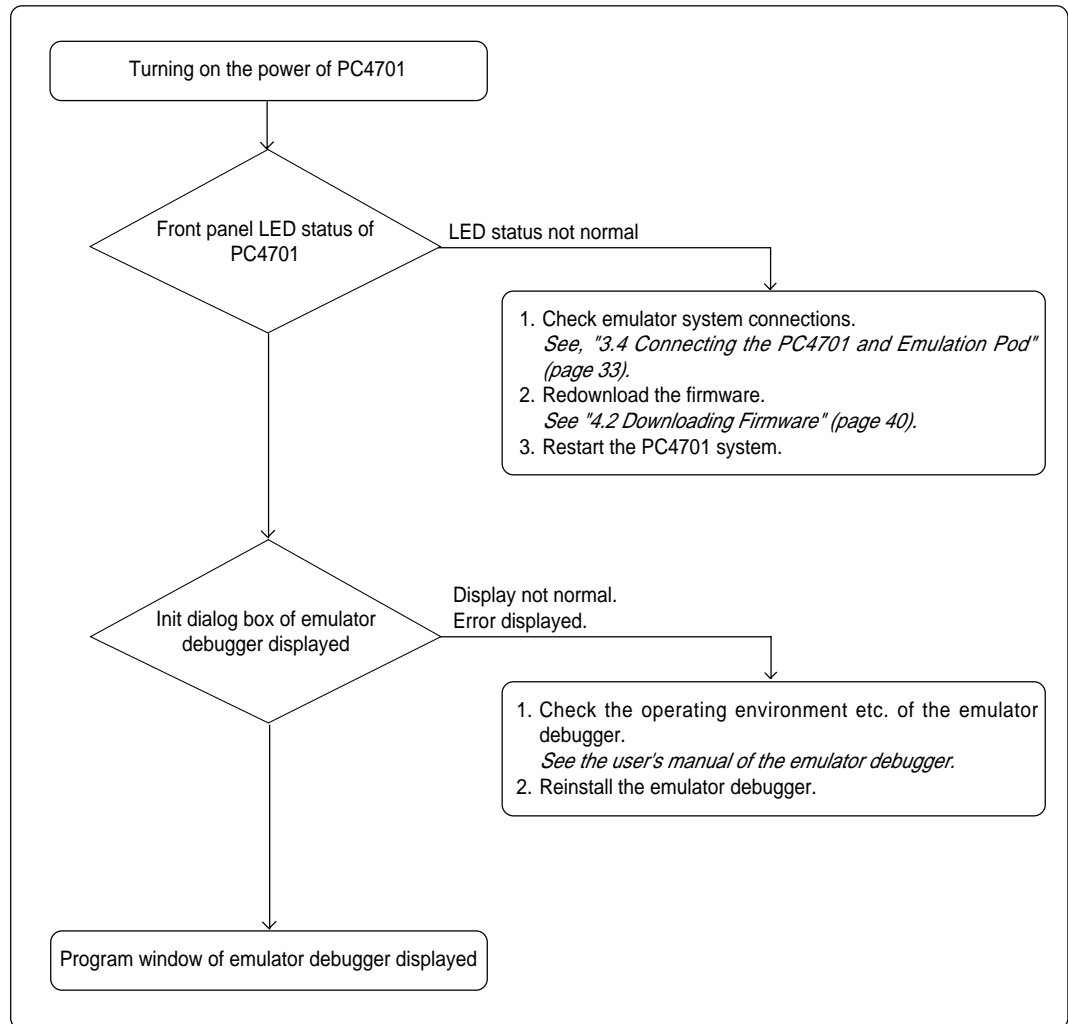 Turning on the power of PC4701
Front panel LED status of
PC4701
LED status not normal
1. Check emulator system connections.
See, "3.4 Connecting the PC4701 and Emulation Pod"
(page 33).
2. Redownload the firmware.
See "4.2 Downloading Firmware" (page 40).
3. Restart the PC4701 system.
Init dialog box of emulator
debugger displayed
Display not normal.
Error displayed.
1. Check the operating environment etc. of the emulator
debugger.
See the user's manual of the emulator debugger.
2. Reinstall the emulator debugger.
Program window of emulator debugger displayed